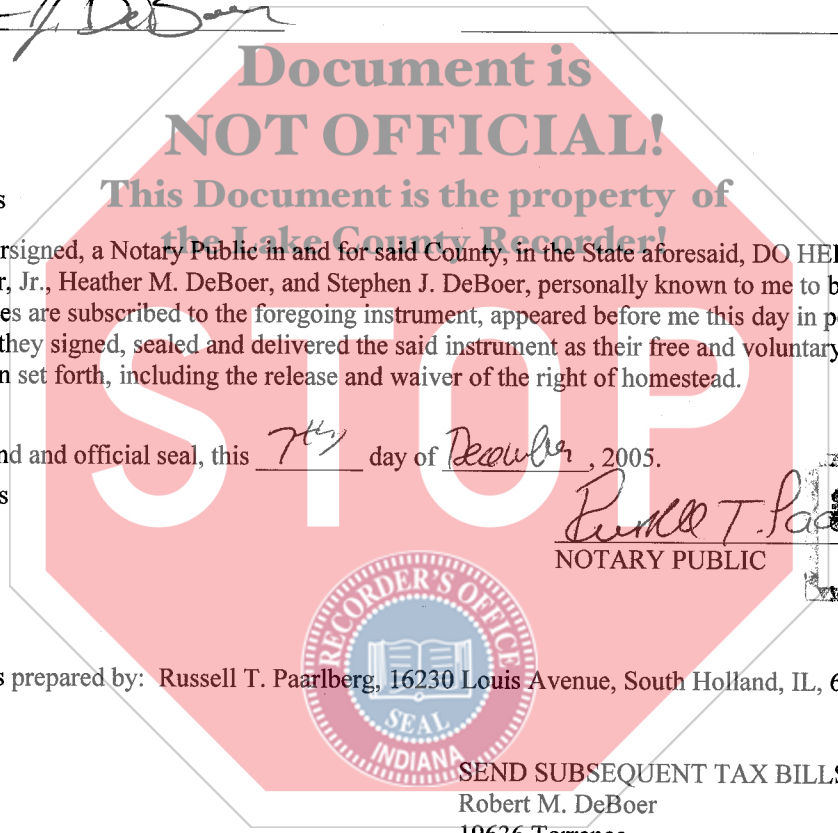 J. DeBoer
Document is
NOT OFFICIAL!
This Document is the property of
the Lake County Recorder!
s
rsigned, a Notary Public in and for said County, in the State aforesaid, DO HE
r, Jr., Heather M. DeBoer, and Stephen J. DeBoer, personally known to me to b
es are subscribed to the foregoing instrument, appeared before me this day in p
they signed, sealed and delivered the said instrument as their free and voluntary
n set forth, including the release and waiver of the right of homestead.
STOP
nd and official seal, this 7th day of December, 2005.
s
Russell T. Paa
NOTARY PUBLIC
RECORDER'S OFFICE
SEAL
INDIANA
s prepared by: Russell T. Paarlberg, 16230 Louis Avenue, South Holland, IL, 6
SEND SUBSEQUENT TAX BILLS
Robert M. DeBoer